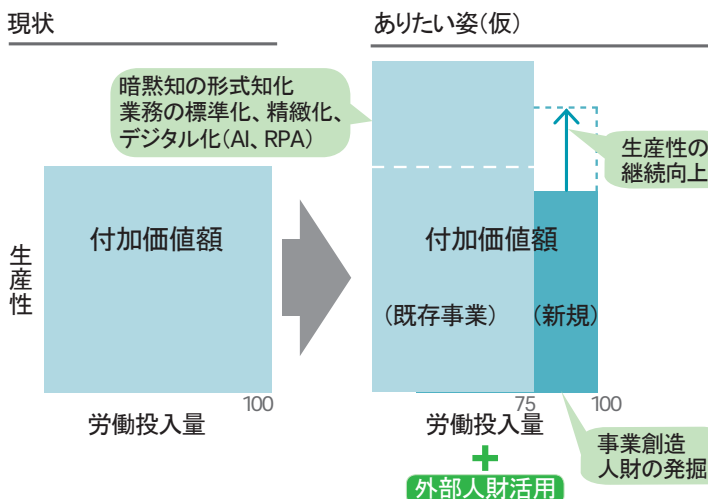 現状
ありたい姿(仮)
暗黙知の形式知化
業務の標準化、精緻化、
デジタル化(AI、RPA)
生産性の
継続向上
付加価値額
生産性
100
労働投入量
付加価値額
(既存事業)
(新規)
75
100
労働投入量
+
外部人財活用
事業創造
人財の発掘